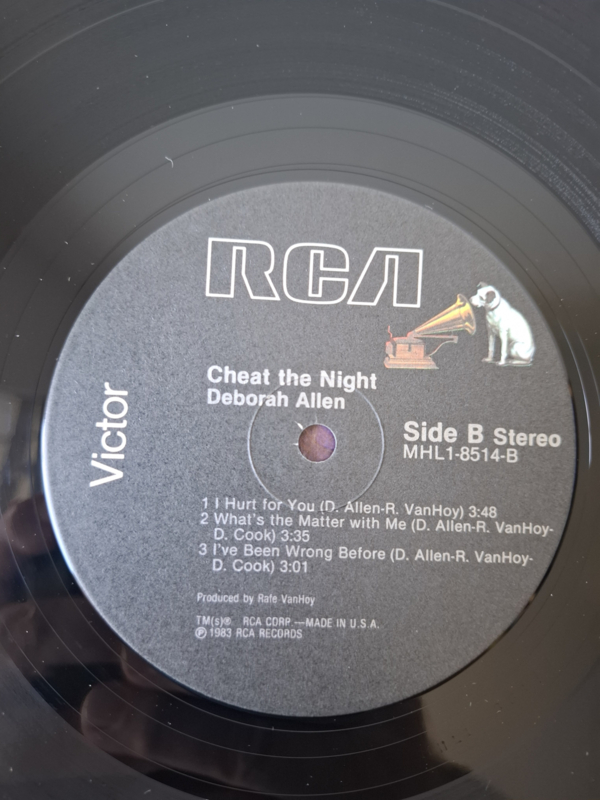 RCA
Victor
Cheat the Night
Deborah Allen
Side B Stereo
MHL1-8514-B
1 I Hurt for You (D. Allen-R. VanHoy) 3:48
2 What's the Matter with Me (D. Allen-R. VanHoy-
D. Cook) 3:35
3 I've Been Wrong Before (D. Allen-R. VanHoy-
D. Cook) 3:01
Produced by Rafe VanHoy
TM(s)® RCA CORP.—MADE IN U.S.A.
℗ 1983 RCA RECORDS